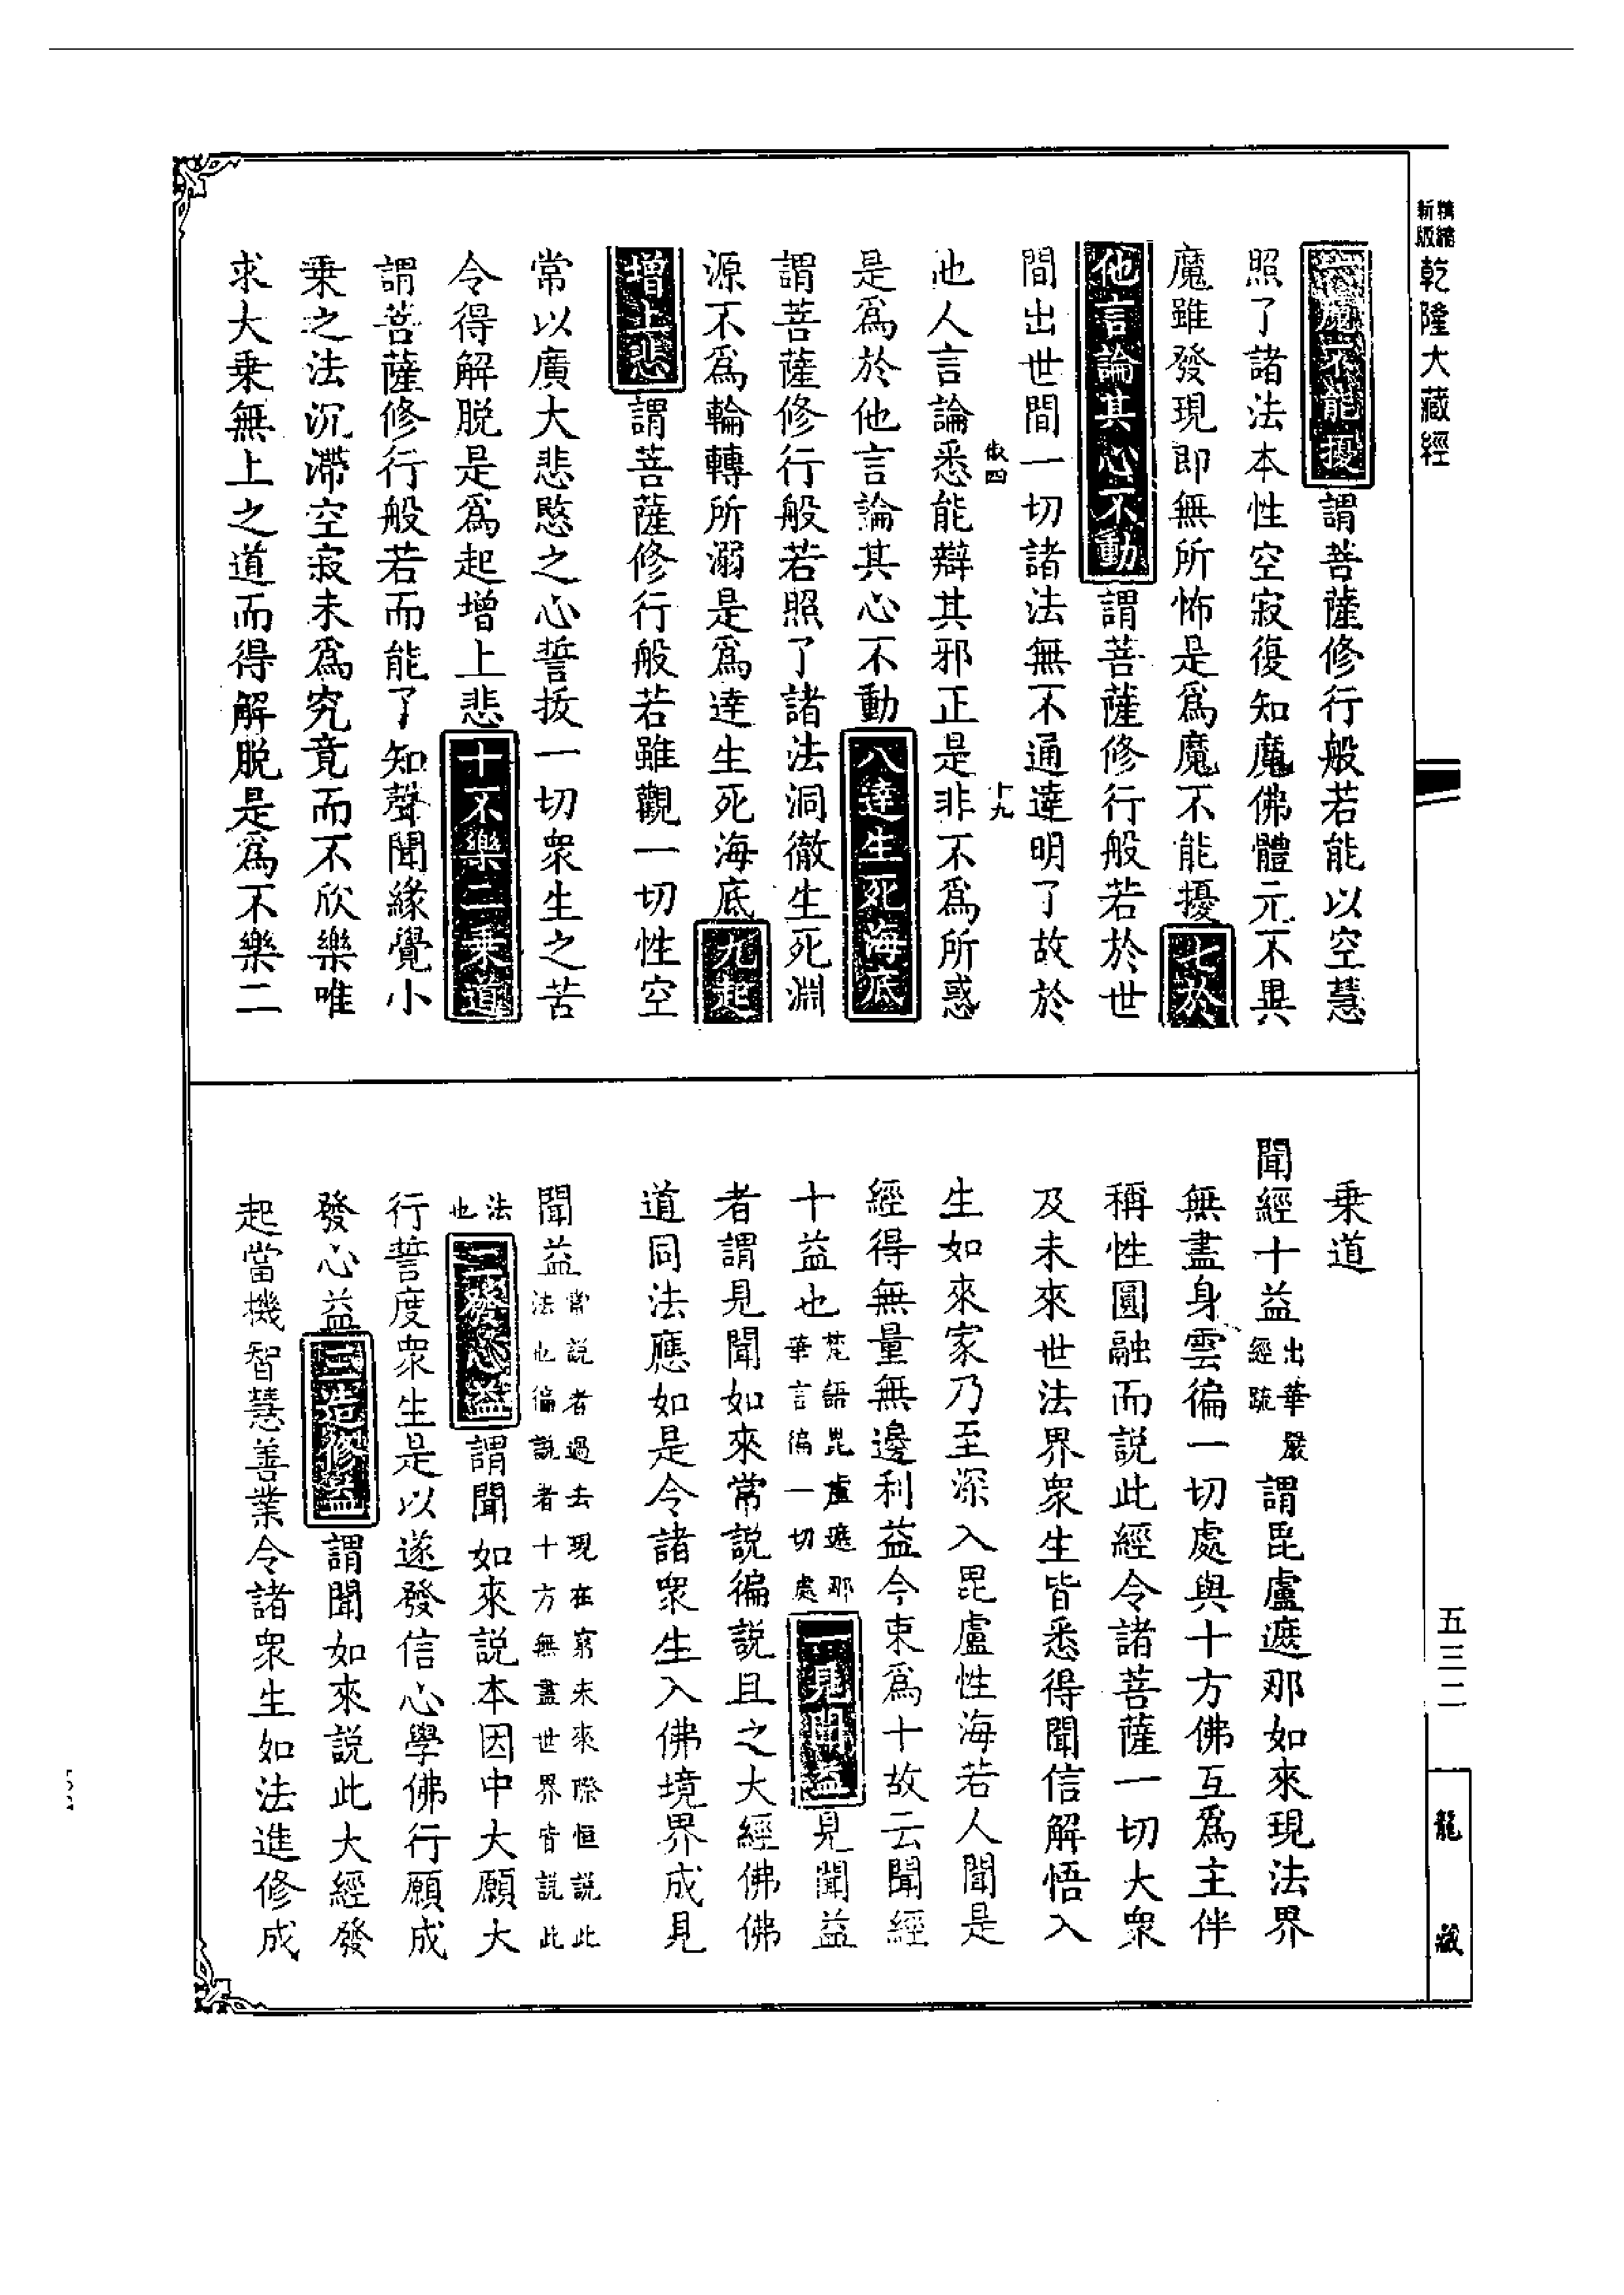 精縮新版乾隆大藏經
六魔不能擾謂菩薩修行般若能以空慧
照了諸法本性空寂復知魔佛體元不異
魔雖發現即無所怖是爲魔不能擾七於
他言論其心不動謂菩薩修行般若於世
間出世間一切諸法無不通達明了故於
他人言論悉能辯其邪正是非不爲所惑
是爲於他言論其心不動八達生死海底
謂菩薩修行般若照了諸法洞徹生死淵
源不爲輪轉所溺是爲達生死海底九起
增上悲謂菩薩修行般若雖觀一切性空
常以廣大悲愍之心誓拔一切衆生之苦
令得解脱是爲起增上悲十不樂二乘道
謂菩薩修行般若而能了知聲聞緣覺小
乘之法沉滯空寂未爲究竟而不欣樂唯
求大乘無上之道而得解脱是爲不樂二
十九
乘道
聞經十益出華嚴經疏謂毘盧遮那如來現法界
無盡身雲徧一切處與十方佛互爲主伴
稱性圓融而説此經令諸菩薩一切大衆
及未來世法界衆生皆悉得聞信解悟入
生如來家乃至深入毘盧性海若人聞是
經得無量無邊利益今束爲十故云聞經
十益也梵語毘盧遮那華言徧一切處一見聞益見聞益
者謂見聞如來常説徧説且之大經佛佛
道同法應如是令諸衆生入佛境界成見
聞益常説者過去現在窮未來際恒説此法也徧説者十方無盡世界皆説此
法也二發心益謂聞如來説本因中大願大
行誓度衆生是以遂發信心學佛行願成
發心益三造修益謂聞如來説此大經發
起當機智慧善業令諸衆生如法進修成
五三二
龍藏